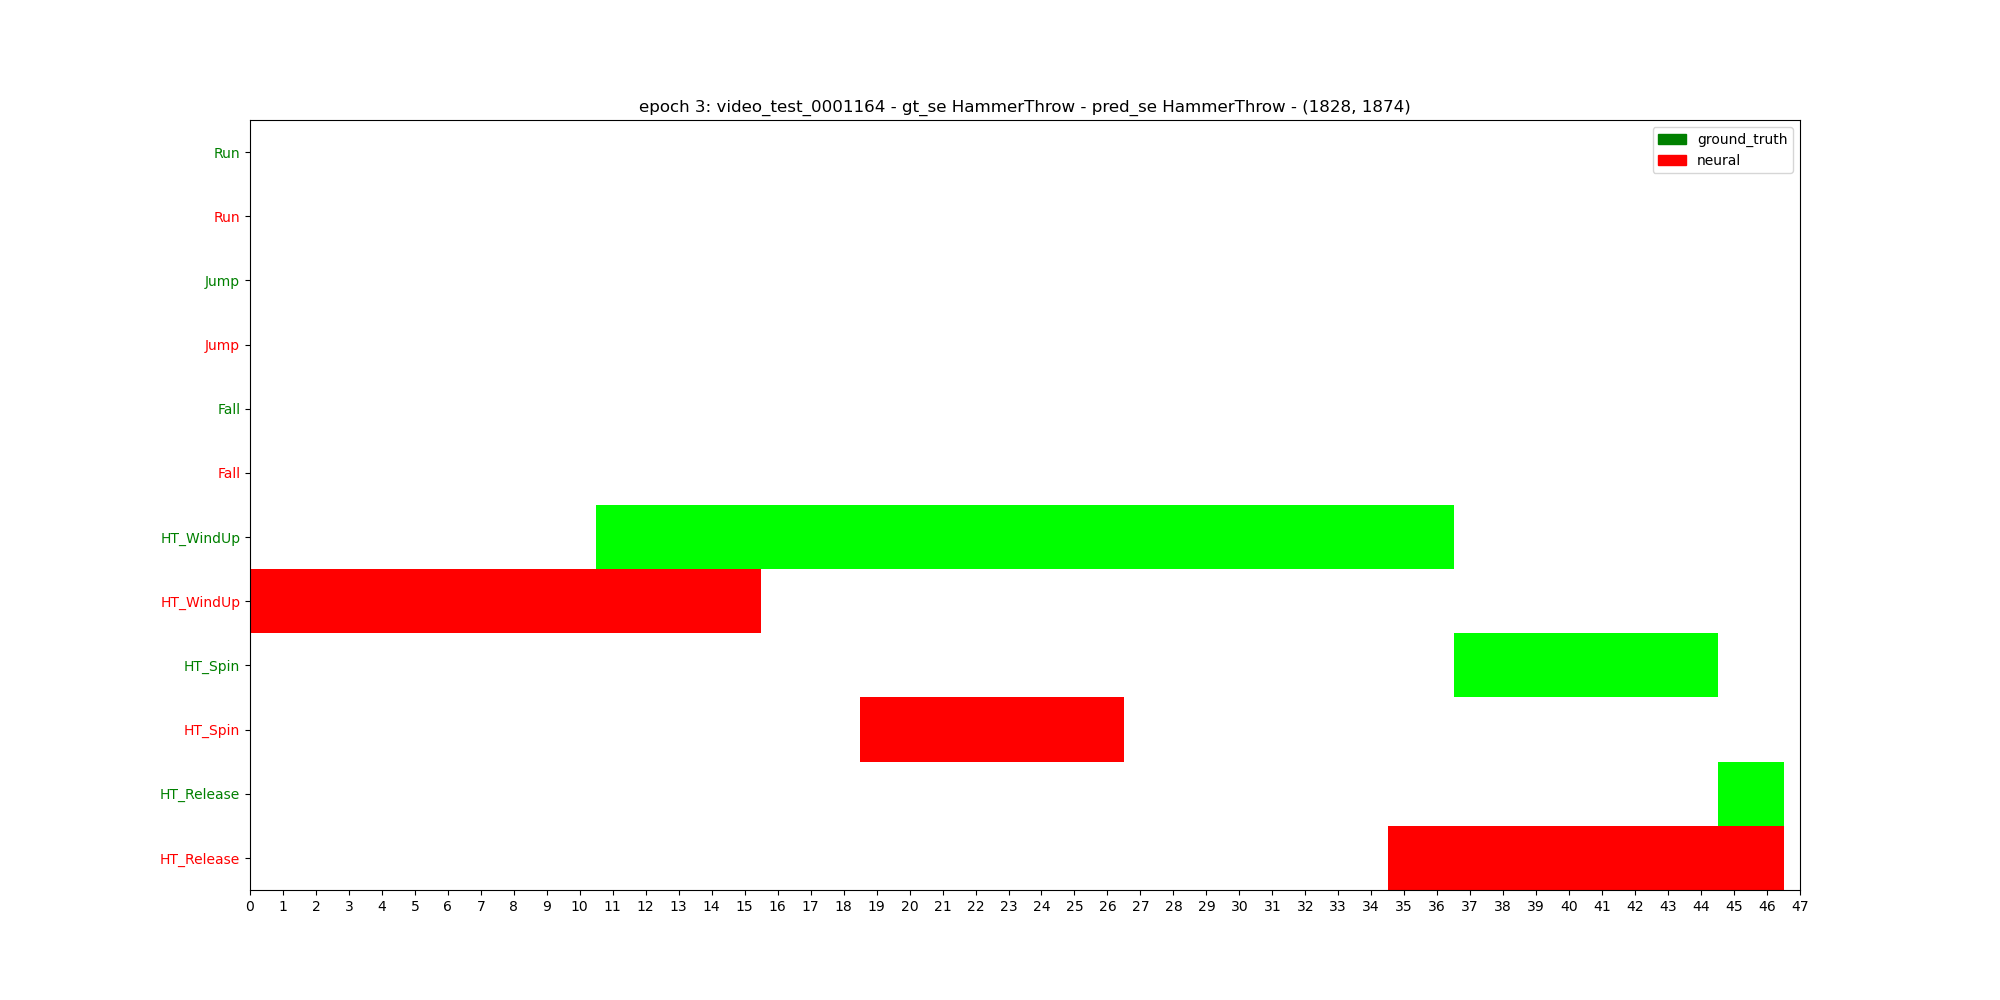 epoch 3: video_test_0001164 - gt_se HammerThrow - pred_se HammerThrow - (1828, 1874)
ground_truth
neural
Run
Run
Jump
Jump
Fall
Fall
HT_WindUp
HT_WindUp
HT_Spin
HT_Spin
HT_Release
HT_Release
0 1 2 3 4 5 6 7 8 9 10 11 12 13 14 15 16 17 18 19 20 21 22 23 24 25 26 27 28 29 30 31 32 33 34 35 36 37 38 39 40 41 42 43 44 45 46 47